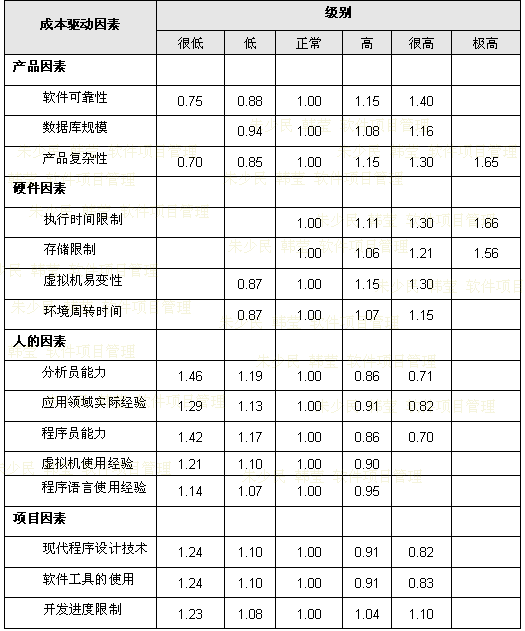 成本驱动因素 级别
很低 低 正常 高 很高 极高
产品因素
软件可靠性 0.75 0.88 1.00 1.15 1.40
数据库规模 0.94 1.00 1.08 1.16
产品复杂性 0.70 0.85 1.00 1.15 1.30 1.65
硬件因素
执行时间限制 1.00 1.11 1.30 1.66
存储限制 1.00 1.06 1.21 1.56
虚拟机易变性 0.87 1.00 1.15 1.30
环境周转时间 0.87 1.00 1.07 1.15
人的因素
分析员能力 1.46 1.19 1.00 0.86 0.71
应用领域实际经验 1.29 1.13 1.00 0.91 0.82
程序员能力 1.42 1.17 1.00 0.86 0.70
虚拟机使用经验 1.21 1.10 1.00 0.90
程序语言使用经验 1.14 1.07 1.00 0.95
项目因素
现代程序设计技术 1.24 1.10 1.00 0.91 0.82
软件工具的使用 1.24 1.10 1.00 0.91 0.83
开发进度限制 1.23 1.08 1.00 1.04 1.10